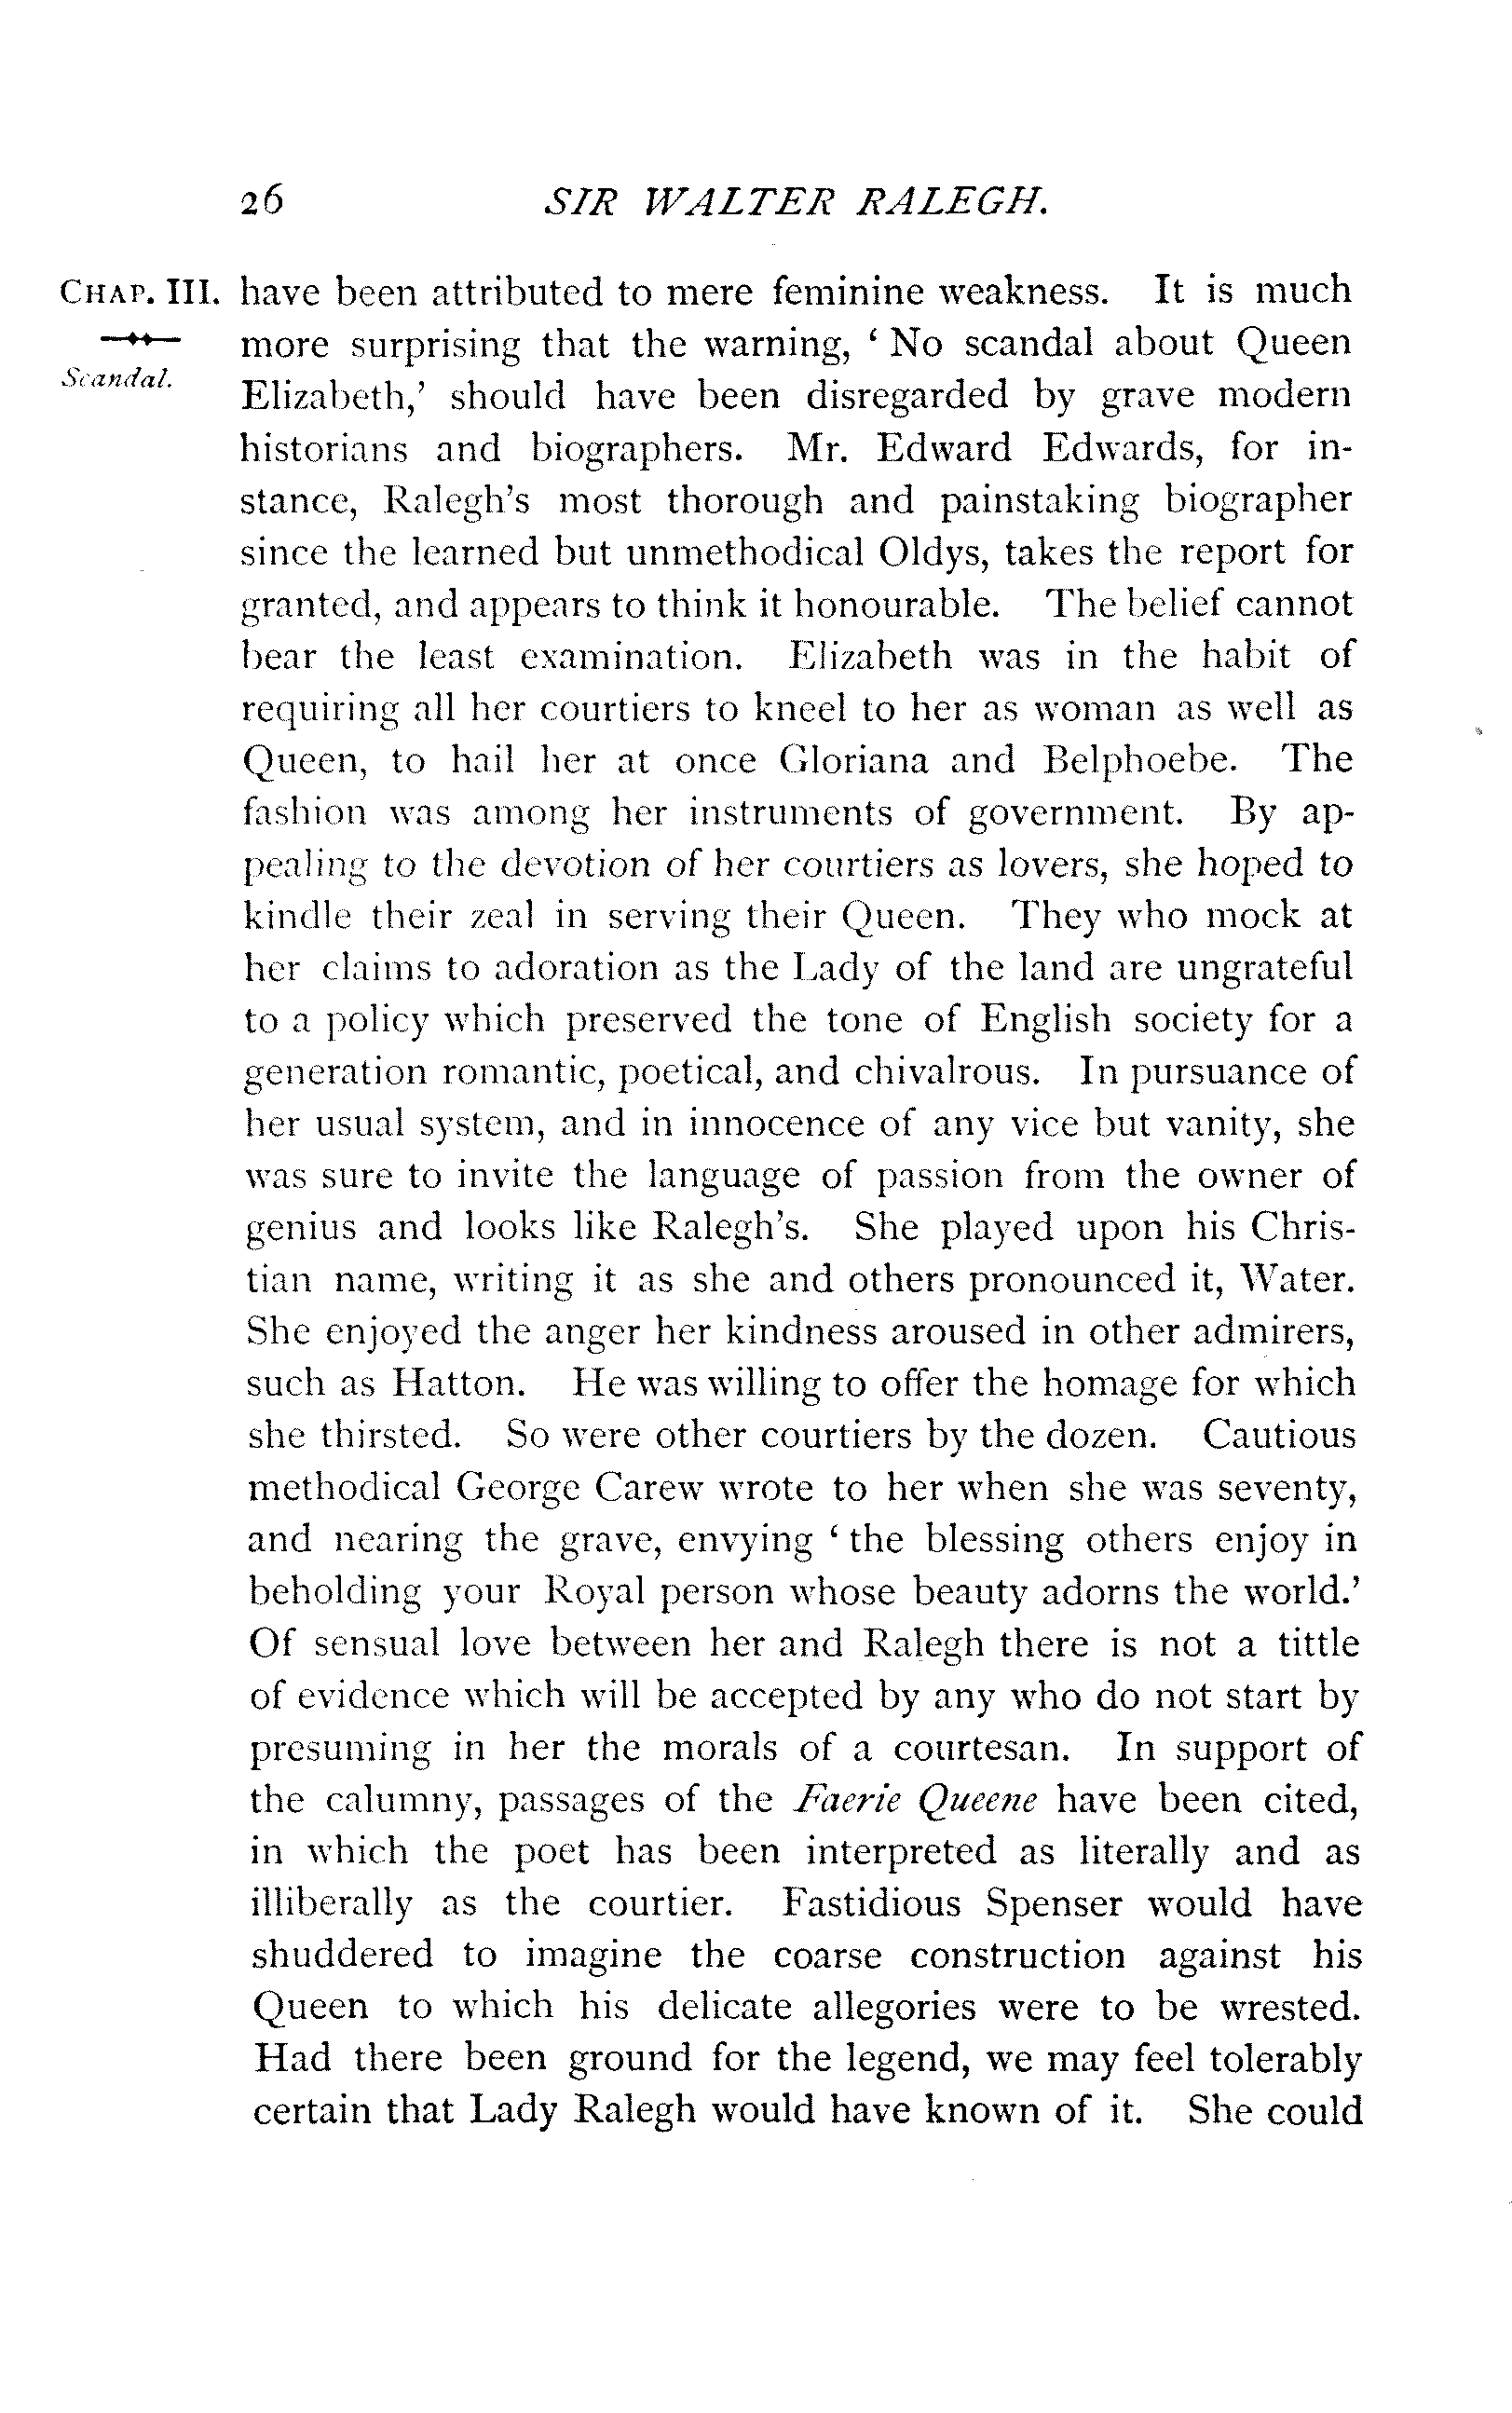 26 SIR WALTER RALEGH.
CHAP. III. have been attributed to mere feminine weakness. It is much
more surprising that the warning, ‘ No scandal about Queen
Scandal.
Elizabeth,’ should have been disregarded by grave modern
historians and biographers. Mr. Edward Edwards, for in-
stance, Ralegh’s most thorough and painstaking biographer
since the learned but unmethodical Oldys, takes the report for
granted, and appears to think it honourable. The belief cannot
bear the least examination. Elizabeth was in the habit of
requiring all her courtiers to kneel to her as woman as well as
Queen, to hail her at once Gloriana and Belphoebe. The
fashion was among her instruments of government. By ap-
pealing to the devotion of her courtiers as lovers, she hoped to
kindle their zeal in serving their Queen. They who mock at
her claims to adoration as the Lady of the land are ungrateful
to a policy which preserved the tone of English society for a
generation romantic, poetical, and chivalrous. In pursuance of
her usual system, and in innocence of any vice but vanity, she
was sure to invite the language of passion from the owner of
genius and looks like Ralegh’s. She played upon his Chris-
tian name, writing it as she and others pronounced it, Water.
She enjoyed the anger her kindness aroused in other admirers,
such as Hatton. He was willing to offer the homage for which
she thirsted. So were other courtiers by the dozen. Cautious
methodical George Carew wrote to her when she was seventy,
and nearing the grave, envying ‘ the blessing others enjoy in
beholding your Royal person whose beauty adorns the world.’
Of sensual love between her and Ralegh there is not a tittle
of evidence which will be accepted by any who do not start by
presuming in her the morals of a courtesan. In support of
the calumny, passages of the Faerie Queene have been cited,
in which the poet has been interpreted as literally and as
illiberally as the courtier. Fastidious Spenser would have
shuddered to imagine the coarse construction against his
Queen to which his delicate allegories were to be wrested.
Had there been ground for the legend, we may feel tolerably
certain that Lady Ralegh would have known of it. She could